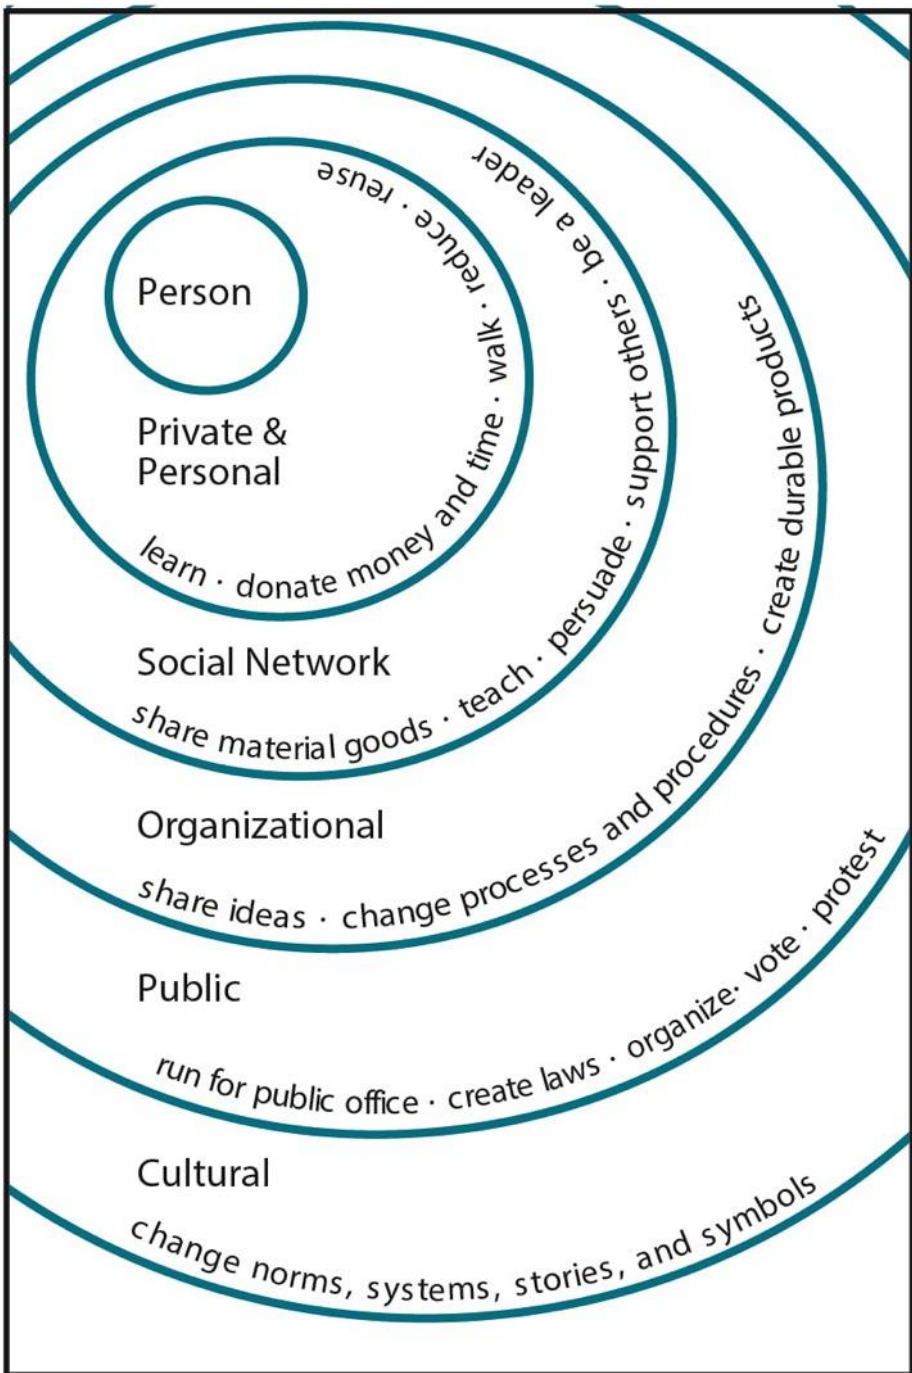 Person
Private &
Personal
learn · donate money and time · walk · reduce · reuse
Social Network
share material goods · teach · persuade · support others · be a leader
Organizational
share ideas · change processes and procedures · create durable products
Public
run for public office · create laws · organize· vote · protest
Cultural
change norms, systems, stories, and symbols